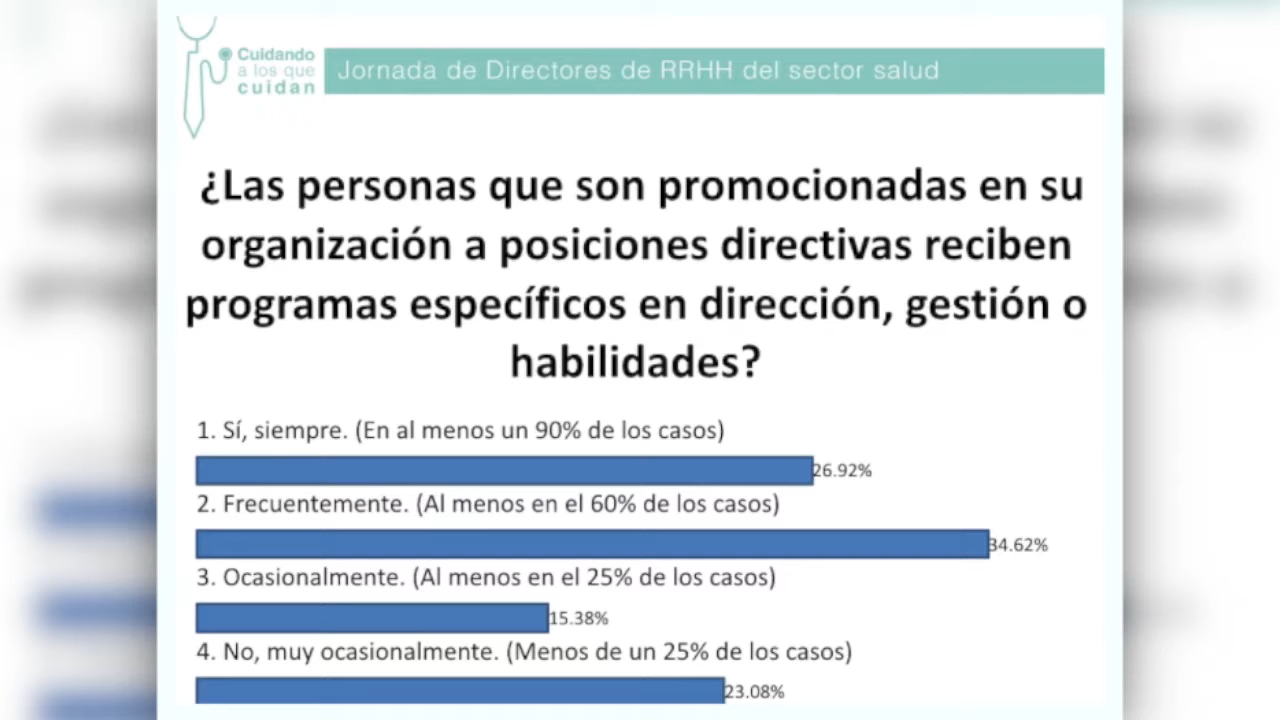 Cuidando
a los que
cuidan
Jornada de Directores de RRHH del sector salud
¿Las personas que son promocionadas en su
organización a posiciones directivas reciben
programas específicos en dirección, gestión o
habilidades?
1. Sí, siempre. (En al menos un 90% de los casos)
26.92%
2. Frecuentemente. (Al menos en el 60% de los casos)
34.62%
3. Ocasionalmente. (Al menos en el 25% de los casos)
15.38%
4. No, muy ocasionalmente. (Menos de un 25% de los casos)
23.08%